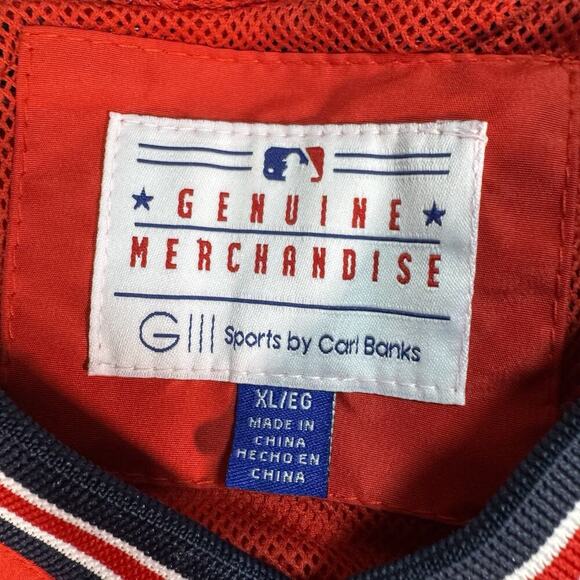 GENUINE
MERCHANDISE
GIII Sports by Carl Banks
XL/EG
MADE IN
CHINA
HECHO EN
CHINA